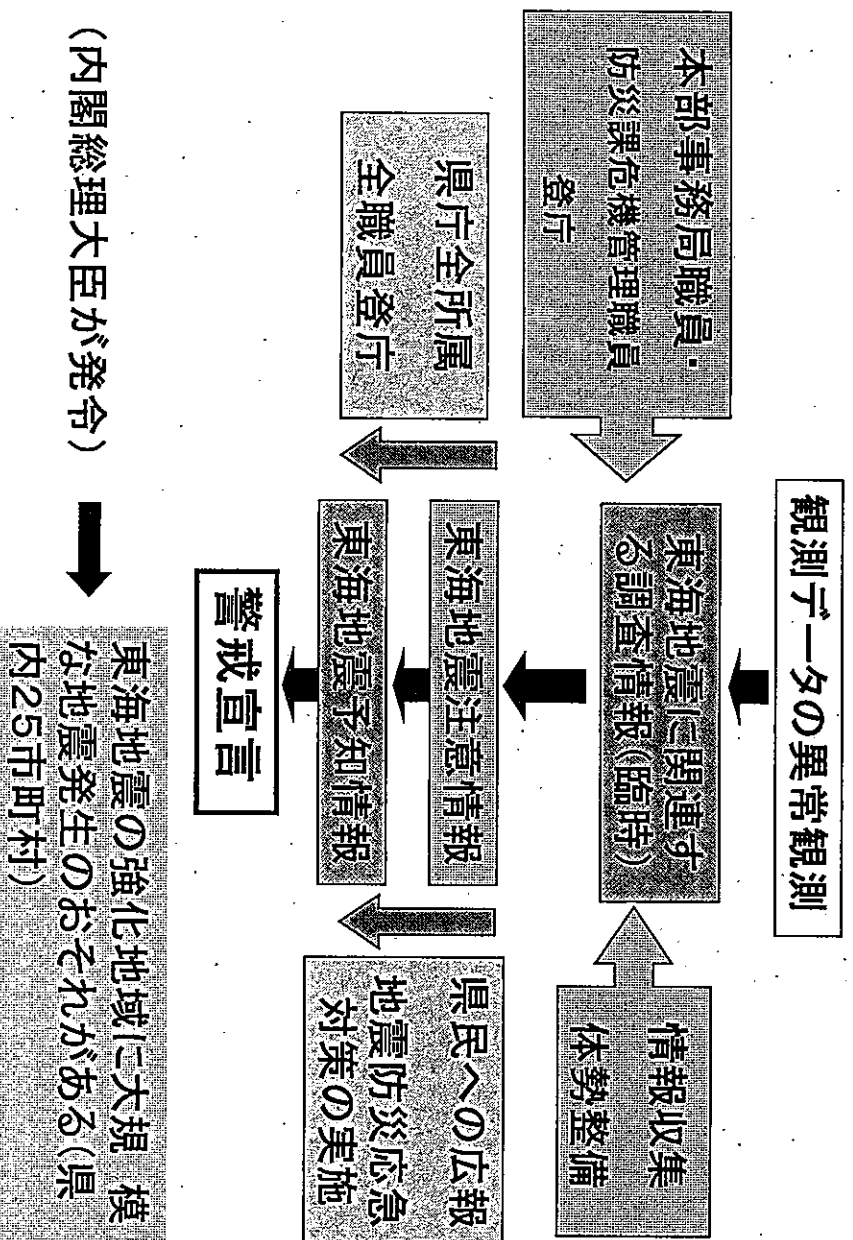 観測データの異常観測
本部事務局職員・
防災課危機管理職員
登庁
東海地震に関連す
る調査情報(臨時)
情報収集
体勢整備
県庁全所属
全職員登庁
東海地震注意情報
東海地震予知情報
県民への広報
地震防災応急
対策の実施
警戒宣言
(内閣総理大臣が発令)
東海地震の強化地域に大規 模
な地震発生のおそれがある(県
内25市町村)